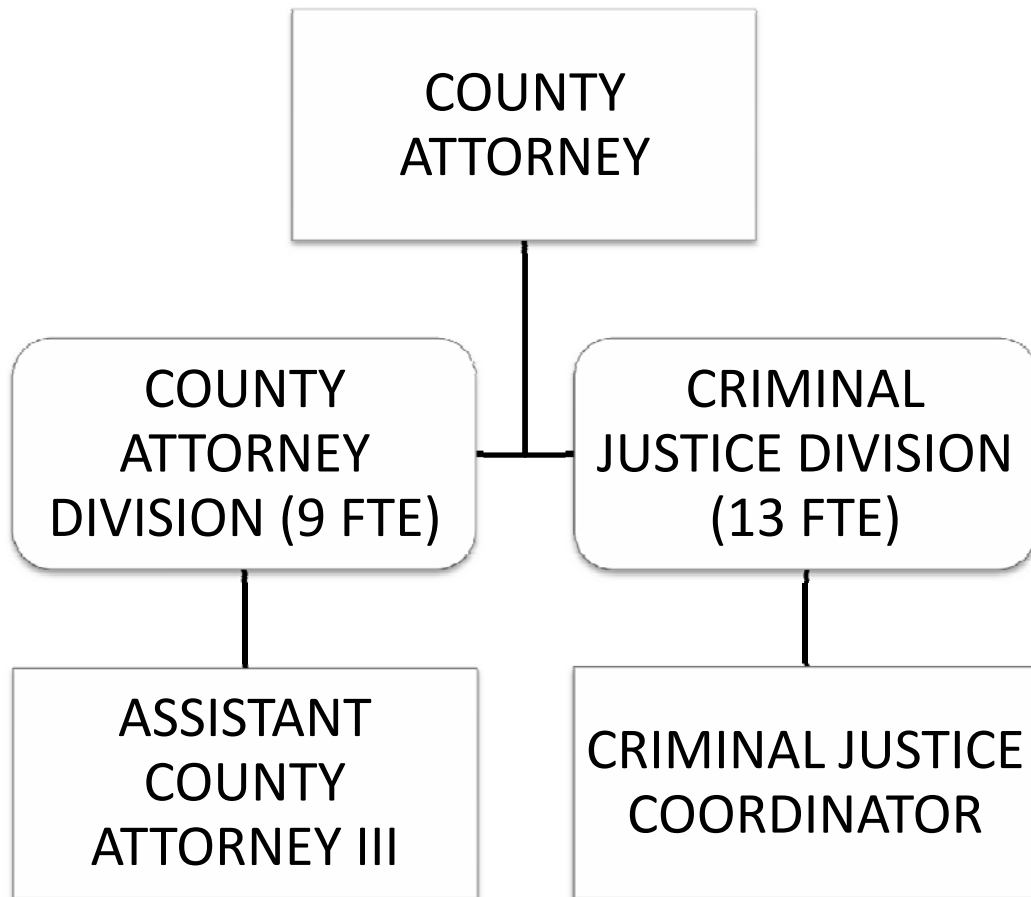 COUNTY
ATTORNEY
COUNTY
ATTORNEY
DIVISION (9 FTE)
CRIMINAL
JUSTICE DIVISION
(13 FTE)
ASSISTANT
COUNTY
ATTORNEY III
CRIMINAL JUSTICE
COORDINATOR